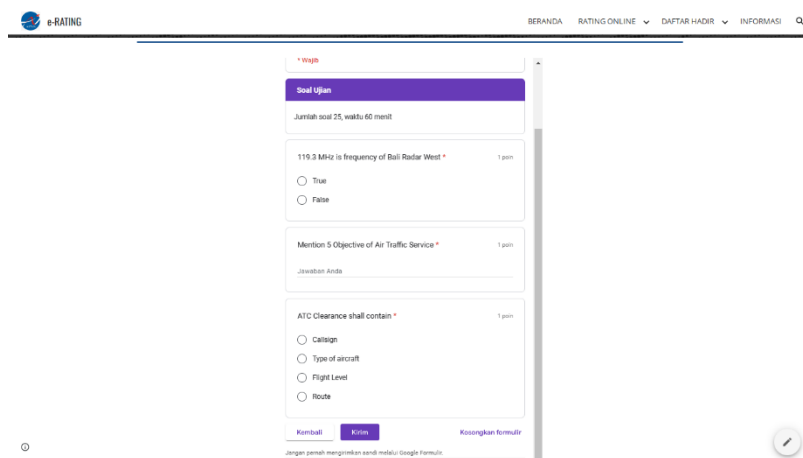 e-RATING
BERANDA RATING ONLINE DAFTAR HADIR INFORMASI
* Wajib
Soal Ujian
Jumlah soal 25, waktu 60 menit
119.3 MHz is frequency of Bali Radar West * 1 poin
True
False
Mention 5 Objective of Air Traffic Service * 1 poin
Jawaban Anda
ATC Clearance shall contain * 1 poin
Callsign
Type of aircraft
Flight Level
Route
Kembali Kirim Kosongkan formulir
Jangan pernah mengirimkan sandi melalui Google Formulir.